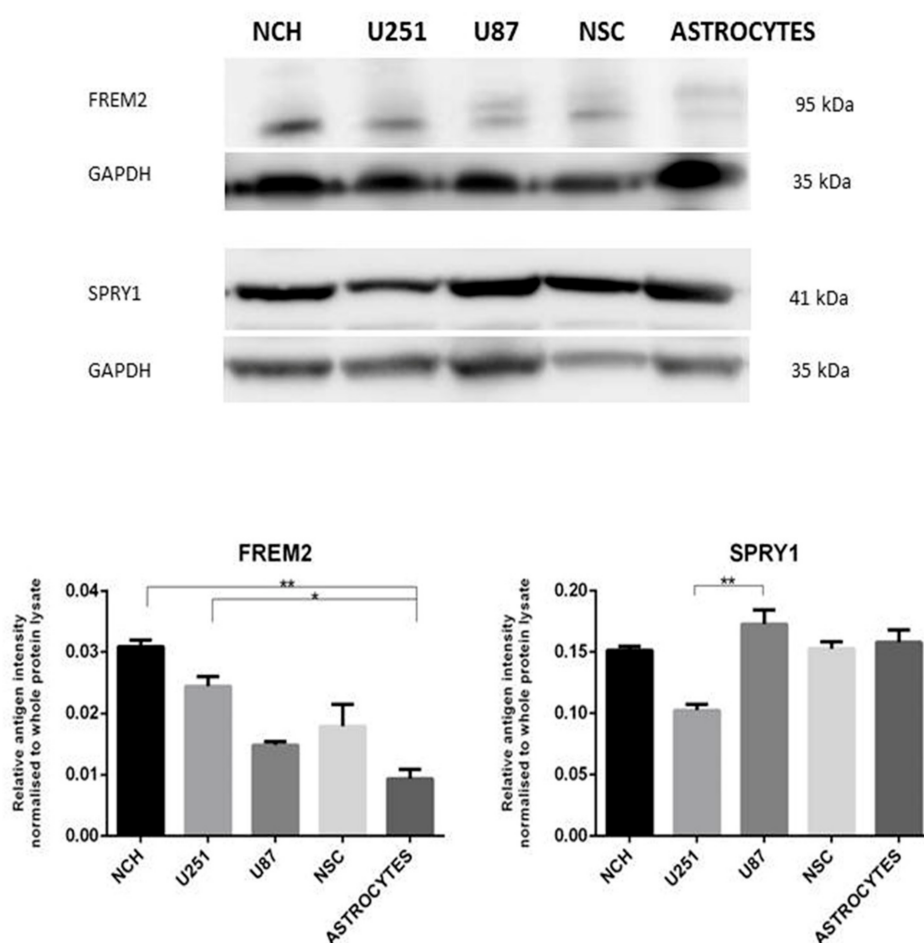 NCH U251 U87 NSC ASTROCYTES
FREM2 95 kDa
GAPDH 35 kDa
SPRY1 41 kDa
GAPDH 35 kDa
FREM2
Relative antigen intensity
normalised to whole protein lysate
0.04
0.03
0.02
0.01
0.00
**
*
NCH
U251
U87
NSC
ASTROCYTES
SPRY1
Relative antigen intensity
normalised to whole protein lysate
0.20
0.15
0.10
0.05
0.00
**
NCH
U251
U87
NSC
ASTROCYTES